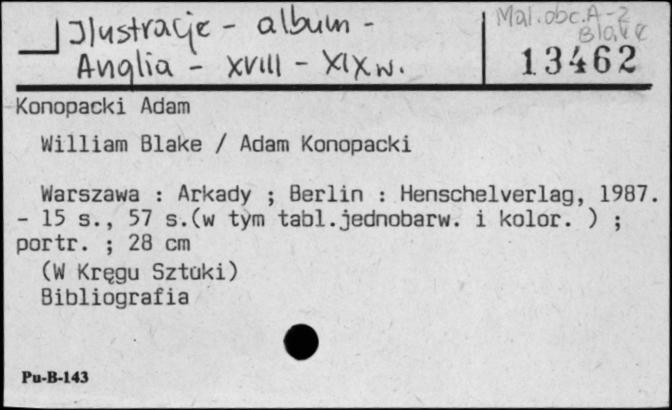 Ilustracje - album -
Anglia - XVIII - XIX w.
Mal. obc. A-Z
Blake
13462
Konopacki Adam
William Blake / Adam Konopacki
Warszawa : Arkady ; Berlin : Henschelverlag, 1987.
- 15 s., 57 s.(w tym tabl.jednobarw. i kolor. ) ;
portr. ; 28 cm
(W Kręgu Sztuki)
Bibliografia
Pu-B-143